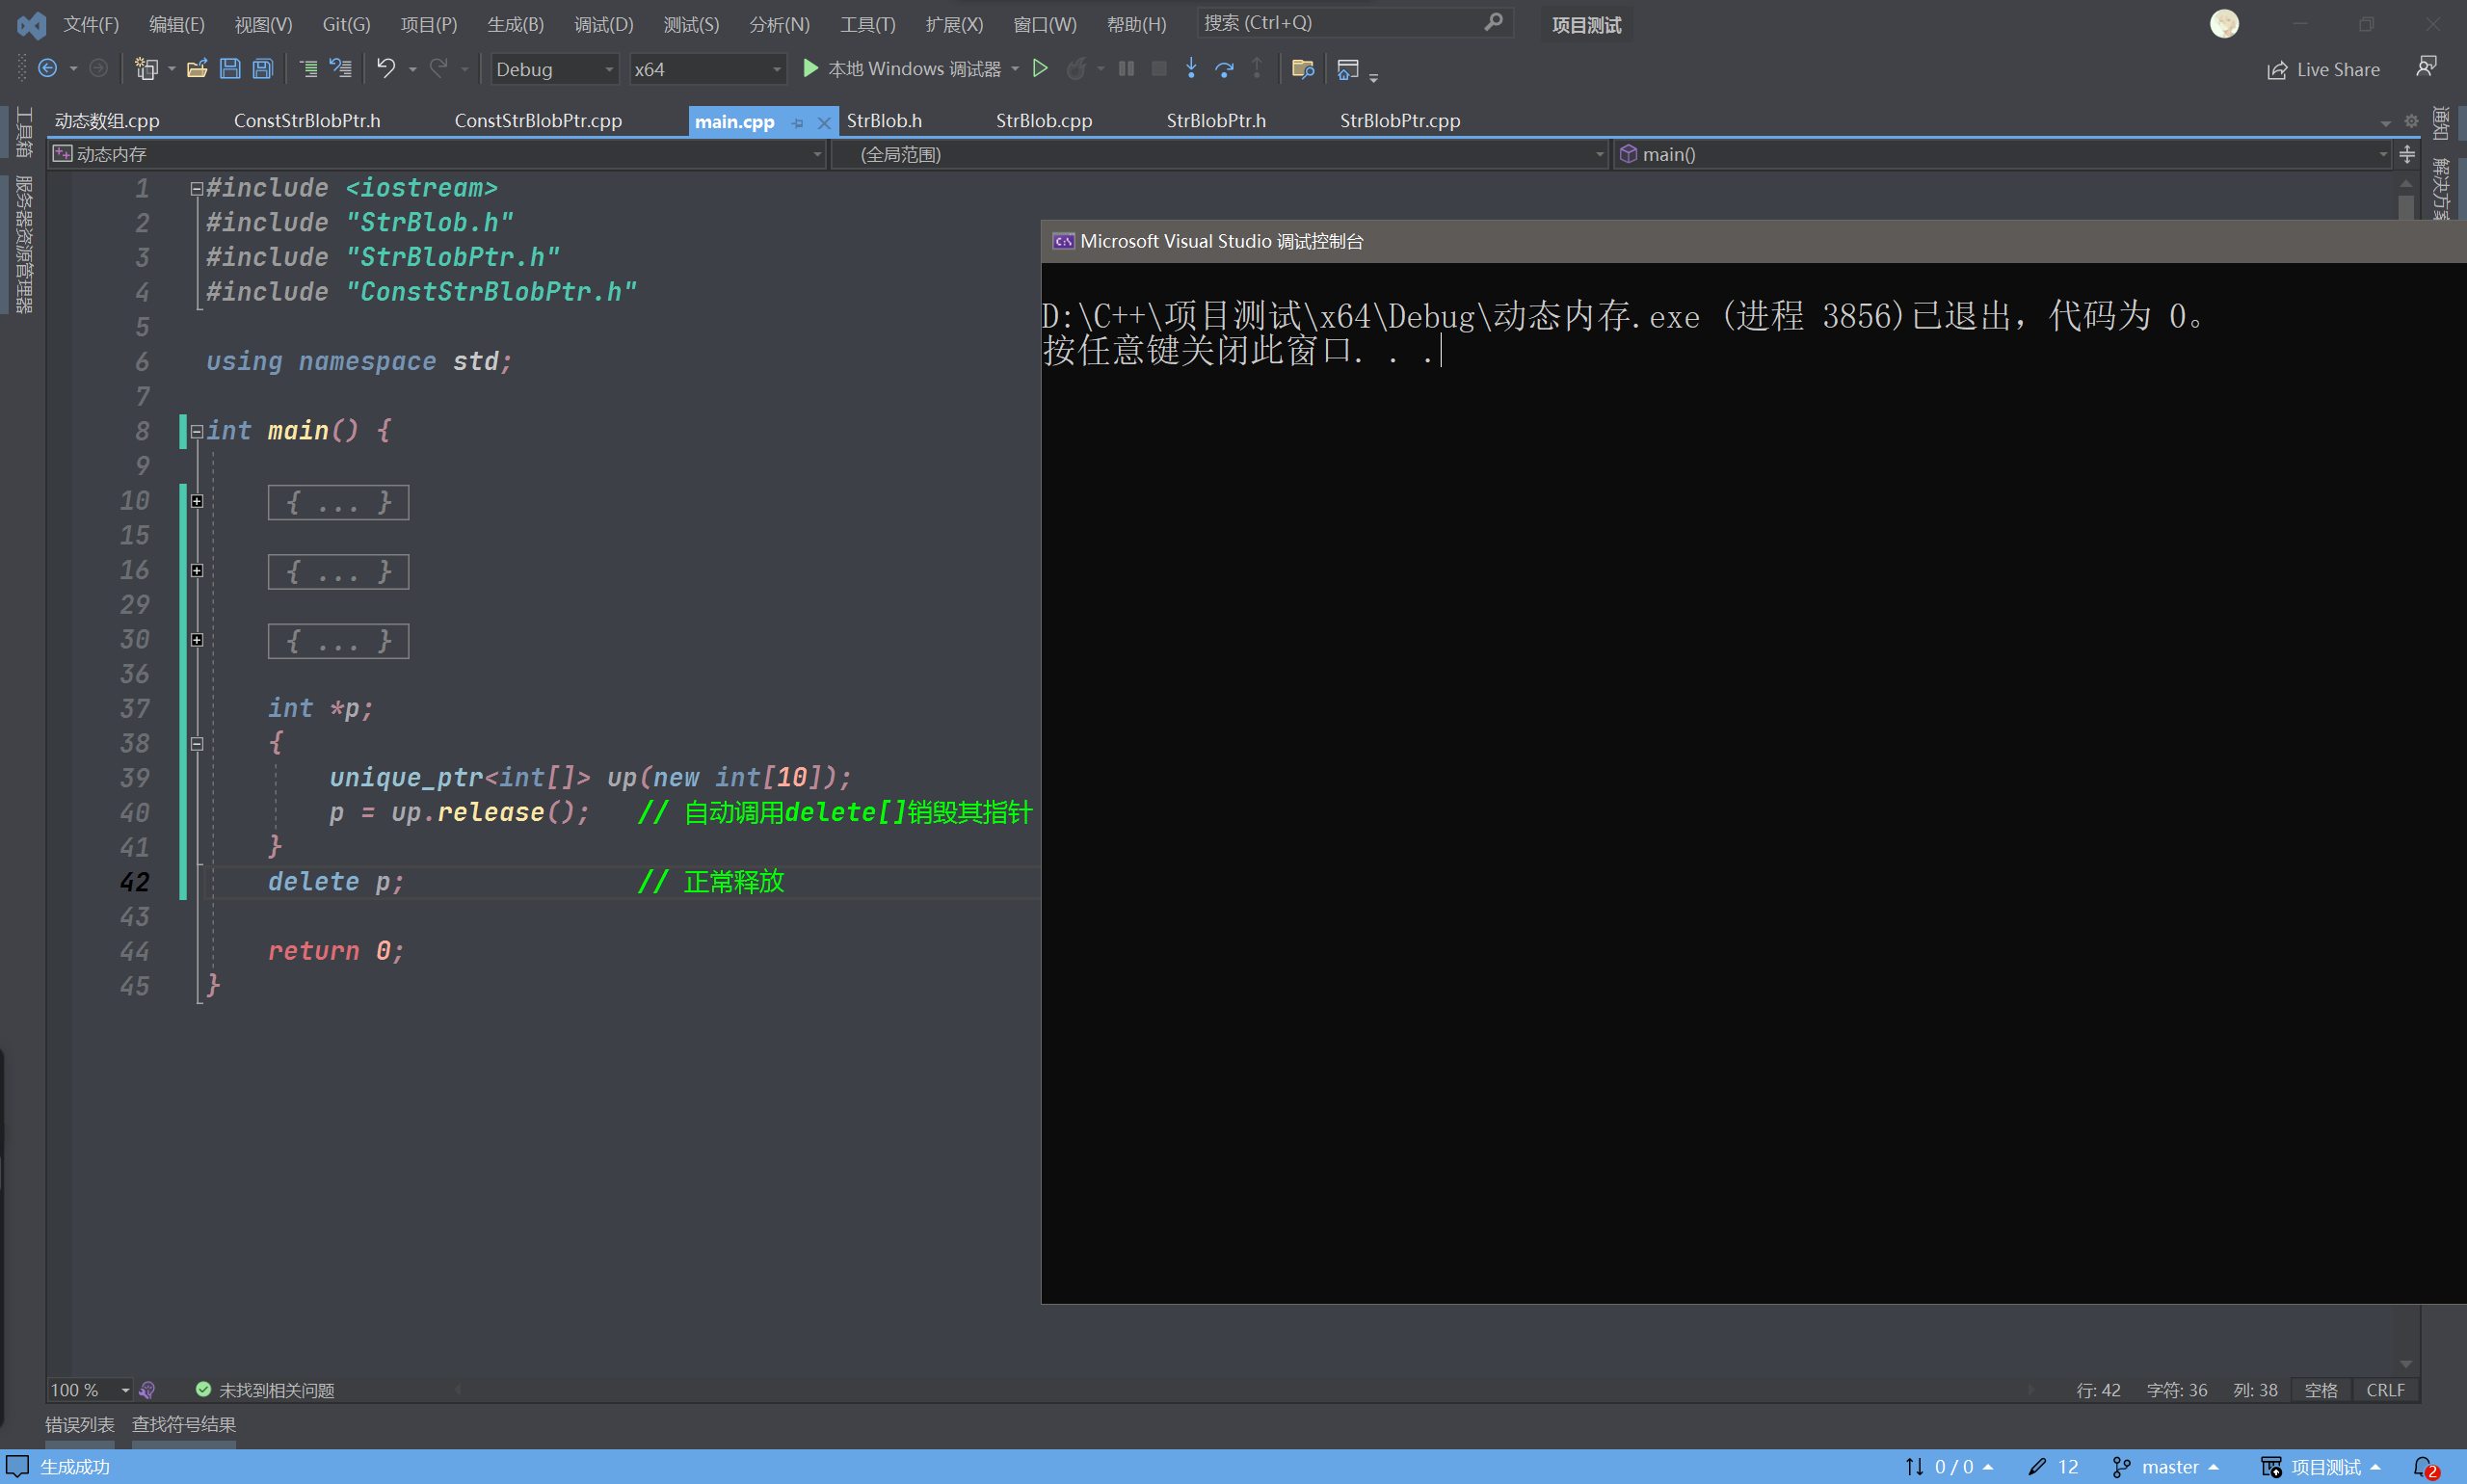 文件(F) 编辑(E) 视图(V) Git(G) 项目(P) 生成(B) 调试(D) 测试(S) 分析(N) 工具(T) 扩展(X) 窗口(W) 帮助(H) 搜索 (Ctrl+Q) 项目测试
Debug x64 本地 Windows 调试器 Live Share
动态数组.cpp ConstStrBlobPtr.h ConstStrBlobPtr.cpp main.cpp StrBlob.h StrBlob.cpp StrBlobPtr.h StrBlobPtr.cpp
动态内存 (全局范围) main()
工具箱
服务器资源管理器
通知
1 #include <iostream>
2 #include "StrBlob.h"
3 #include "StrBlobPtr.h"
4 #include "ConstStrBlobPtr.h"
5
6 using namespace std;
7
8 int main() {
9
10 { ... }
15
16 { ... }
29
30 { ... }
36
37 int *p;
38 {
39 unique_ptr<int[]> up(new int[10]);
40 p = up.release(); // 自动调用delete[]销毁其指针
41 }
42 delete p; // 正常释放
43
44 return 0;
45 }
Microsoft Visual Studio 调试控制台
D:\C++\项目测试\x64\Debug\动态内存.exe (进程 3856)已退出，代码为 0。
按任意键关闭此窗口. . .
100 % 未找到相关问题 行: 42 字符: 36 列: 38 空格 CRLF
错误列表 查找符号结果
生成成功 0 / 0 12 master 项目测试 2